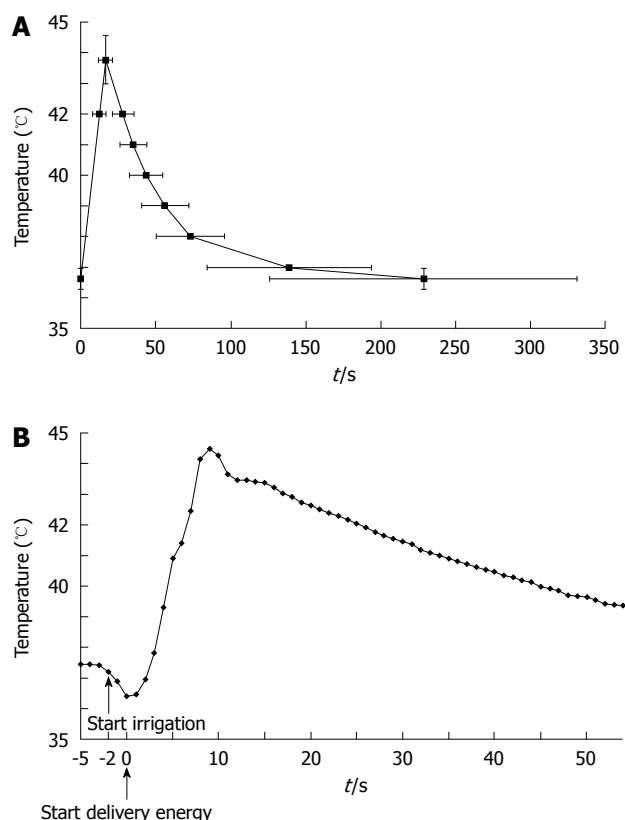 A
45
42
40
35
Temperature (℃)
0 50 100 150 200 250 300 350
t/s
B
45
42
40
35
Temperature (℃)
Start irrigation
-5 -2 0 10 20 30 40 50
t/s
Start delivery energy